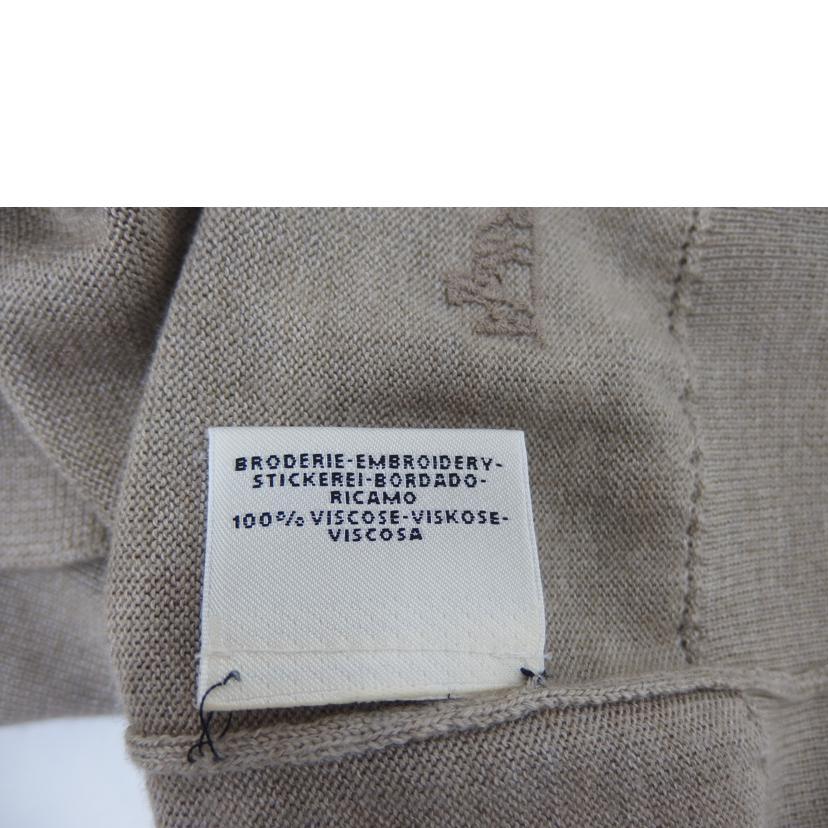 BRODERIE-EMBROIDERY-
STICKEREI-BORDADO-
RICAMO
100% VISCOSE-VISKOSE-
VISCOSA